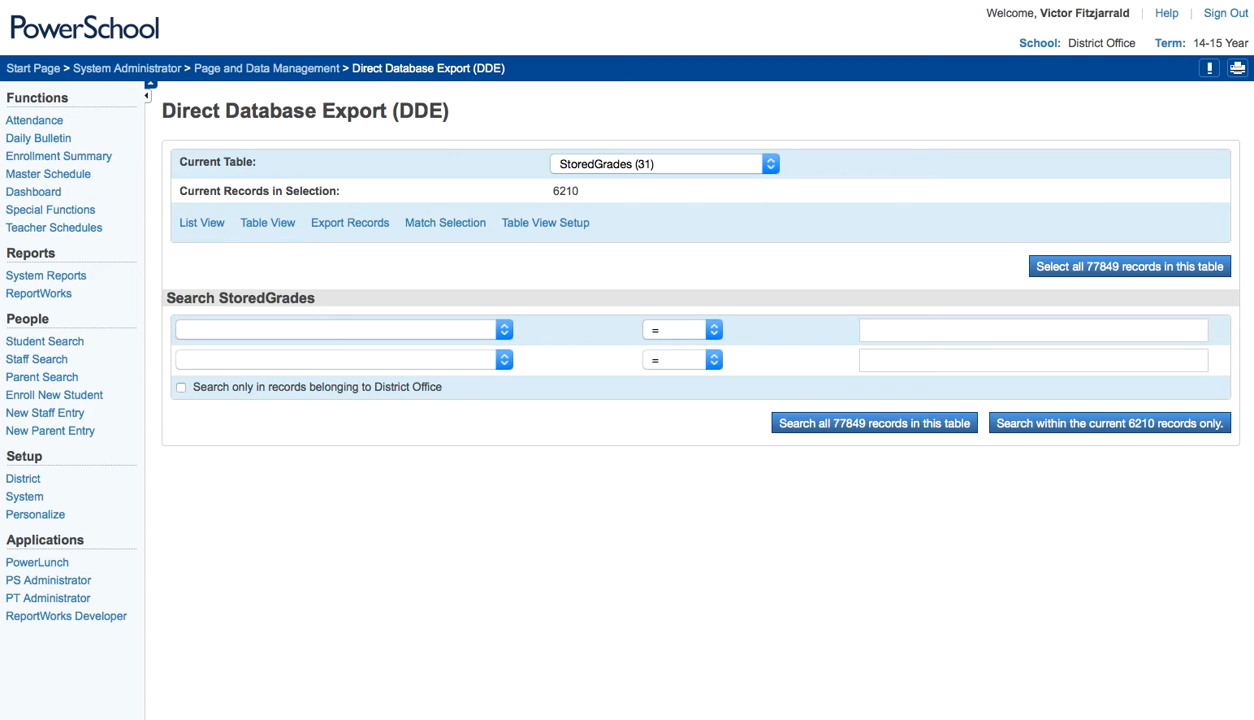 PowerSchool
Welcome, Victor Fitzjarrald | Help | Sign Out
School: District Office Term: 14-15 Year
Start Page > System Administrator > Page and Data Management > Direct Database Export (DDE)
Functions
Attendance
Daily Bulletin
Enrollment Summary
Master Schedule
Dashboard
Special Functions
Teacher Schedules
Reports
System Reports
ReportWorks
People
Student Search
Staff Search
Parent Search
Enroll New Student
New Staff Entry
New Parent Entry
Setup
District
System
Personalize
Applications
PowerLunch
PS Administrator
PT Administrator
ReportWorks Developer
Direct Database Export (DDE)
Current Table: StoredGrades (31)
Current Records in Selection: 6210
List View Table View Export Records Match Selection Table View Setup
Select all 77849 records in this table
Search StoredGrades
=
=
Search only in records belonging to District Office
Search all 77849 records in this table Search within the current 6210 records only.